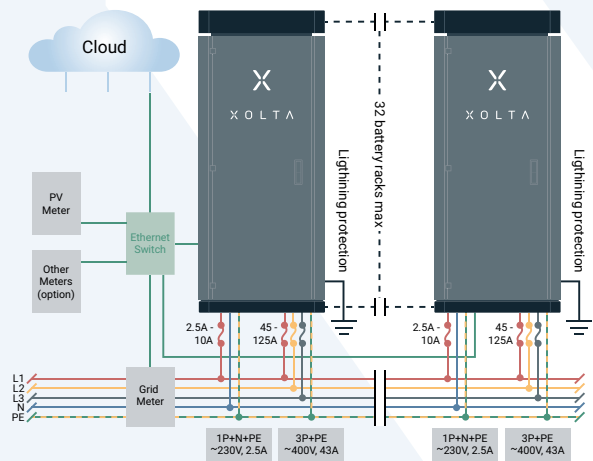 Cloud
XOLTA
XOLTA
32 battery racks max.
Ligthining protection
Ligthining protection
PV
Meter
Ethernet
Switch
Other
Meters
(option)
2.5A -
10A
45 -
125A
2.5A -
10A
45 -
125A
L1
L2
L3
N
PE
Grid
Meter
1P+N+PE
~230V, 2.5A
3P+PE
~400V, 43A
1P+N+PE
~230V, 2.5A
3P+PE
~400V, 43A